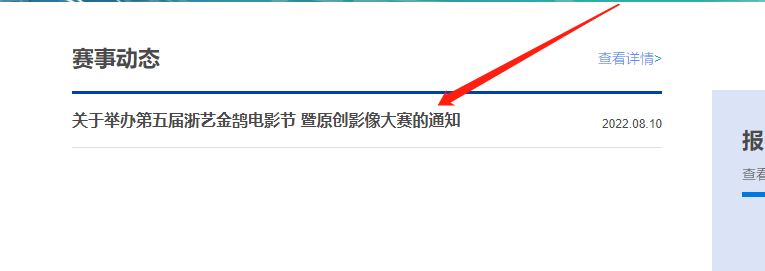 赛事动态
查看详情>
关于举办第五届浙艺金鹄电影节 暨原创影像大赛的通知
2022.08.10
报
查看